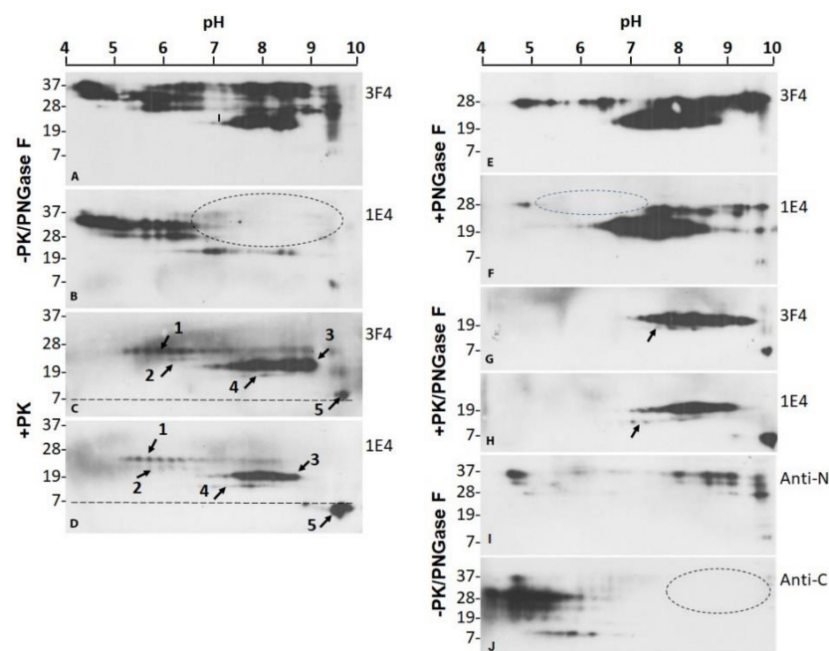 pH
4 5 6 7 8 9 10
-PK/PNGase F
37-
28-
19-
7-
A
3F4
37-
28-
19-
7-
B
1E4
+PK
37-
28-
19-
7-
C
1
2
3
4
5
3F4
37-
28-
19-
7-
D
1
2
3
4
5
1E4
pH
4 5 6 7 8 9 10
+PNGase F
28-
19-
7-
E
3F4
28-
19-
7-
F
1E4
+PK/PNGase F
19-
7-
G
3F4
19-
7-
H
1E4
-PK/PNGase F
37-
28-
19-
7-
I
Anti-N
37-
28-
19-
7-
J
Anti-C